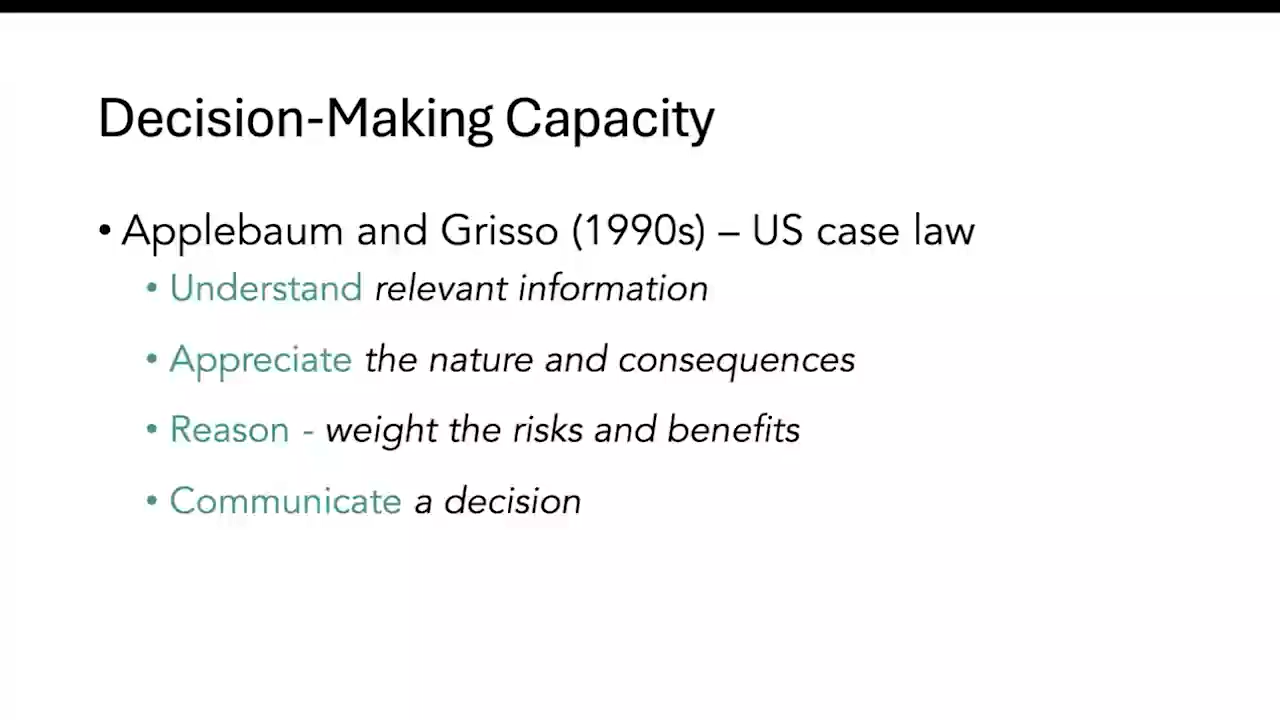 Decision-Making Capacity
• Applebaum and Grisso (1990s) – US case law
• Understand relevant information
• Appreciate the nature and consequences
• Reason - weight the risks and benefits
• Communicate a decision